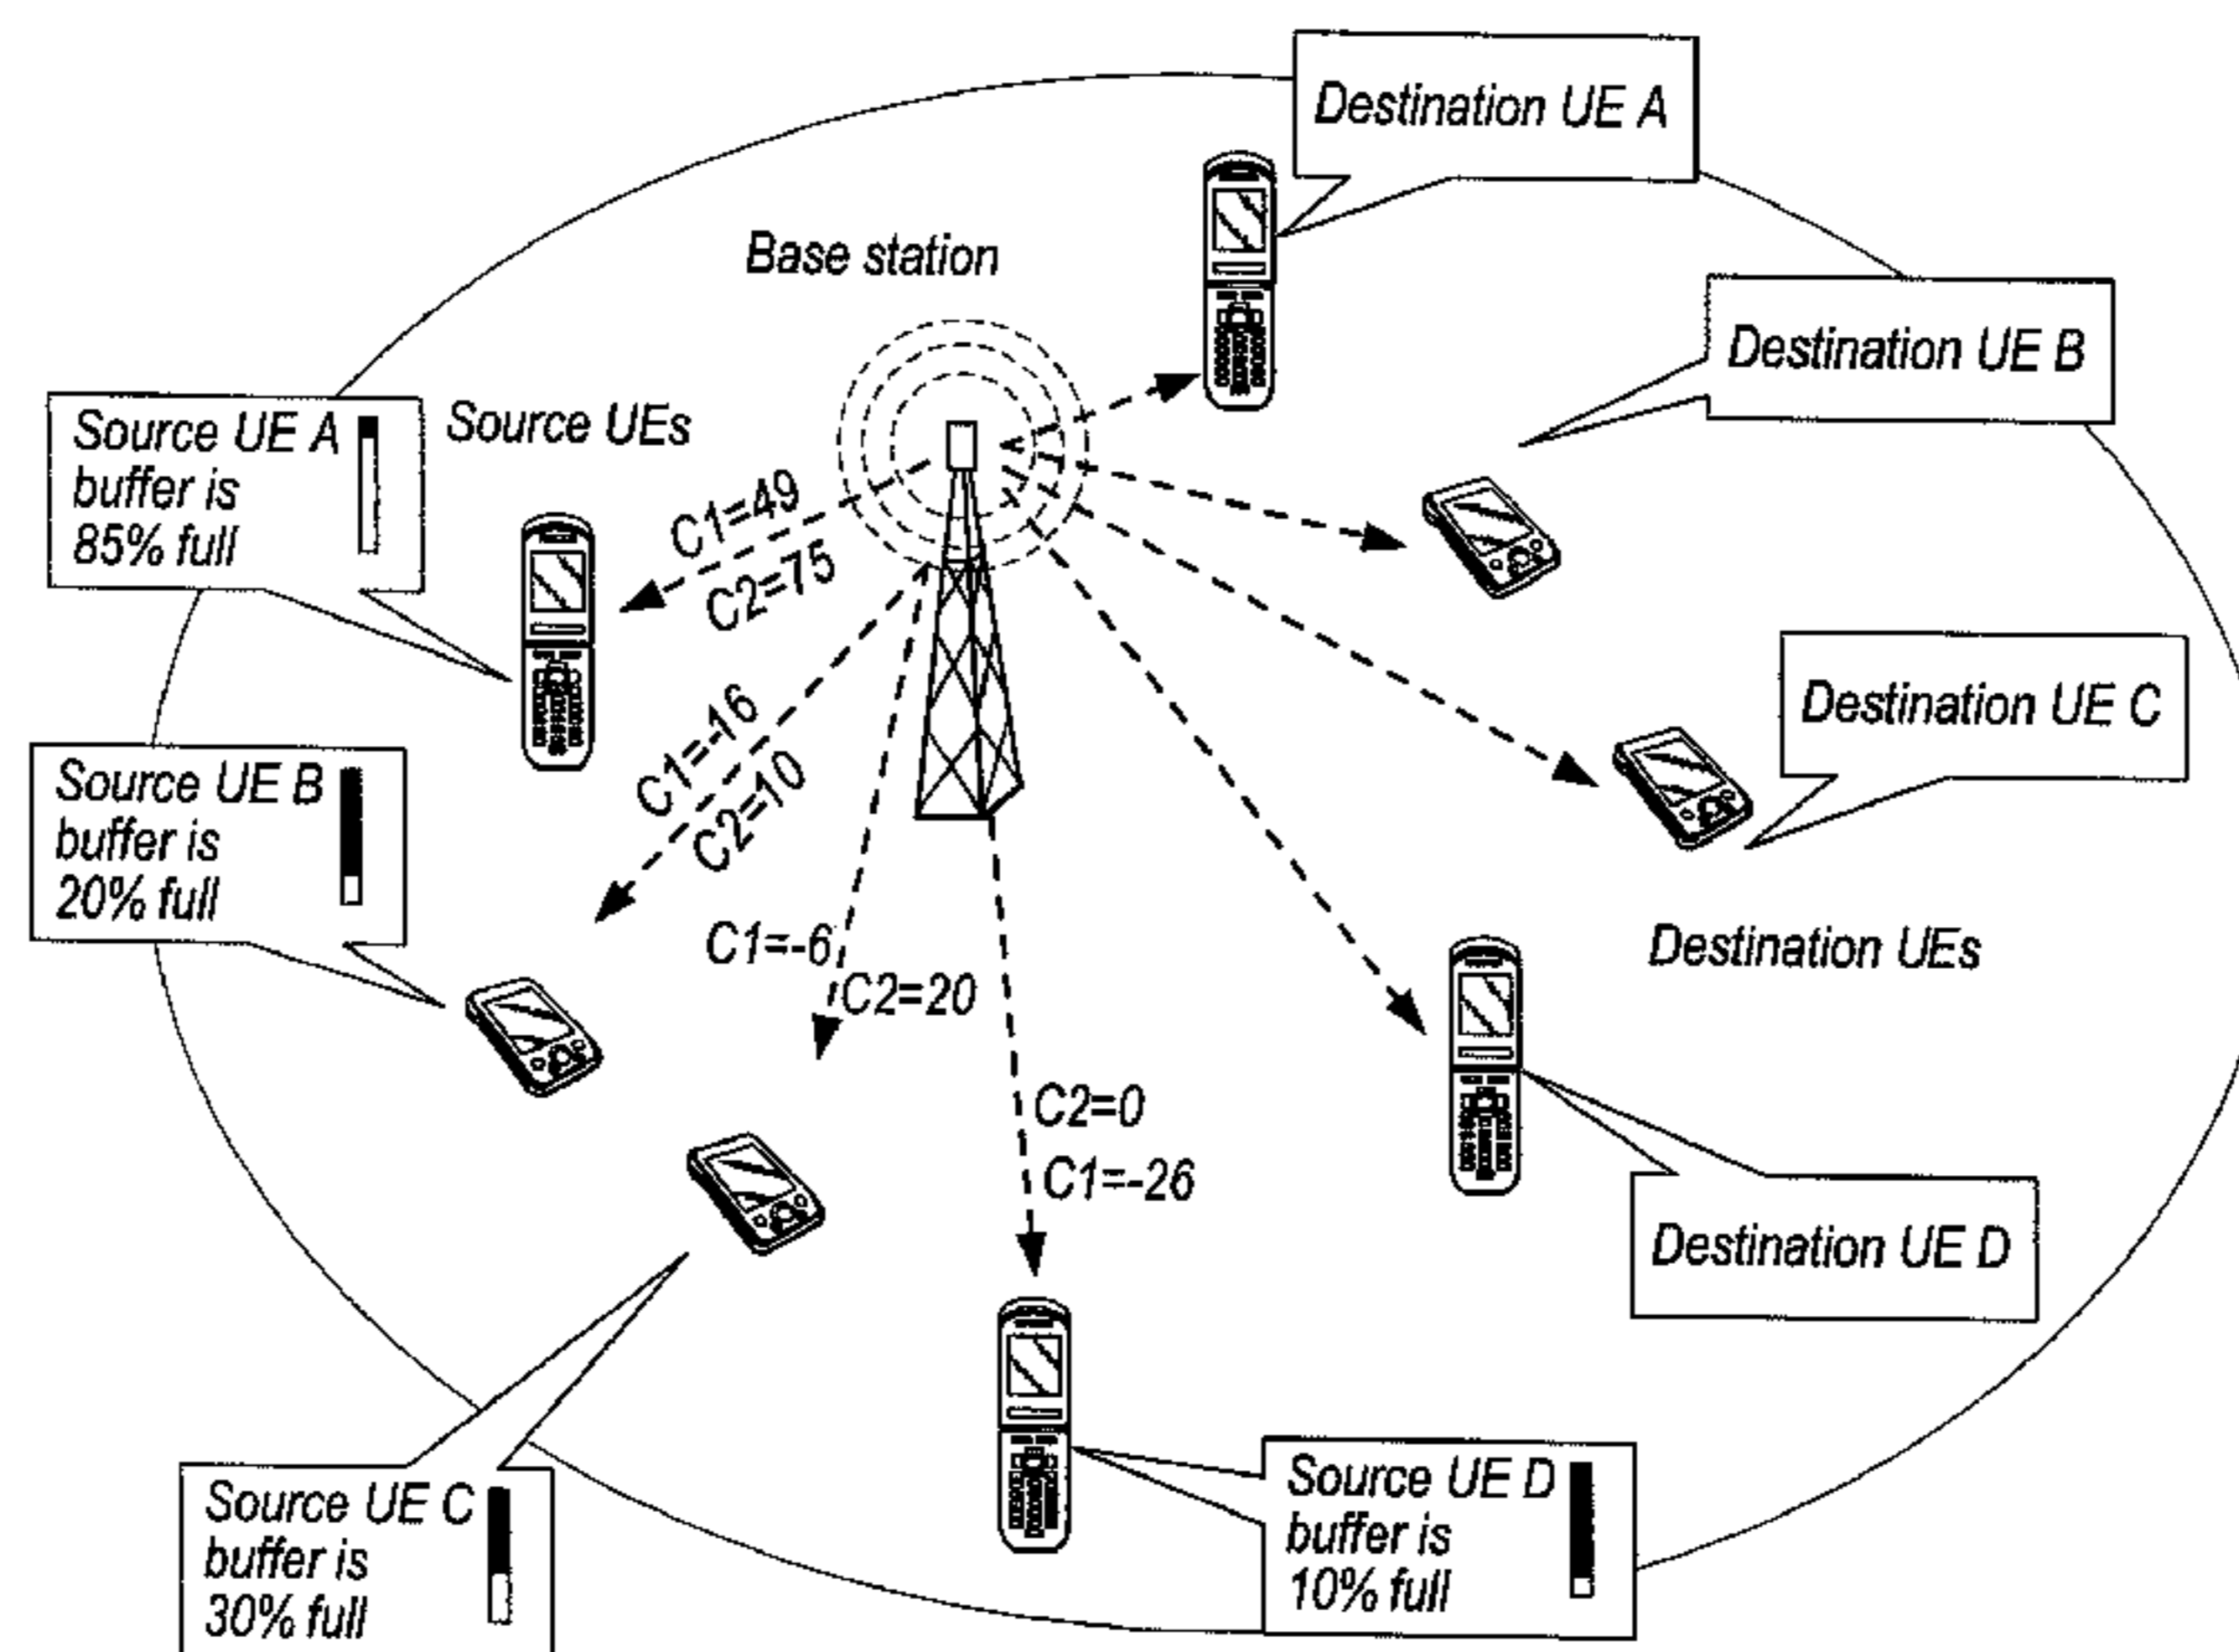 Destination UE A
Base station
Destination UE B
Source UE A
buffer is
85% full
Source UEs
C1=49
C2=75
Destination UE C
C1=-16
C2=10
Source UE B
buffer is
20% full
C1=-6
C2=20
Destination UEs
C2=0
C1=-26
Destination UE D
Source UE C
buffer is
30% full
Source UE D
buffer is
10% full